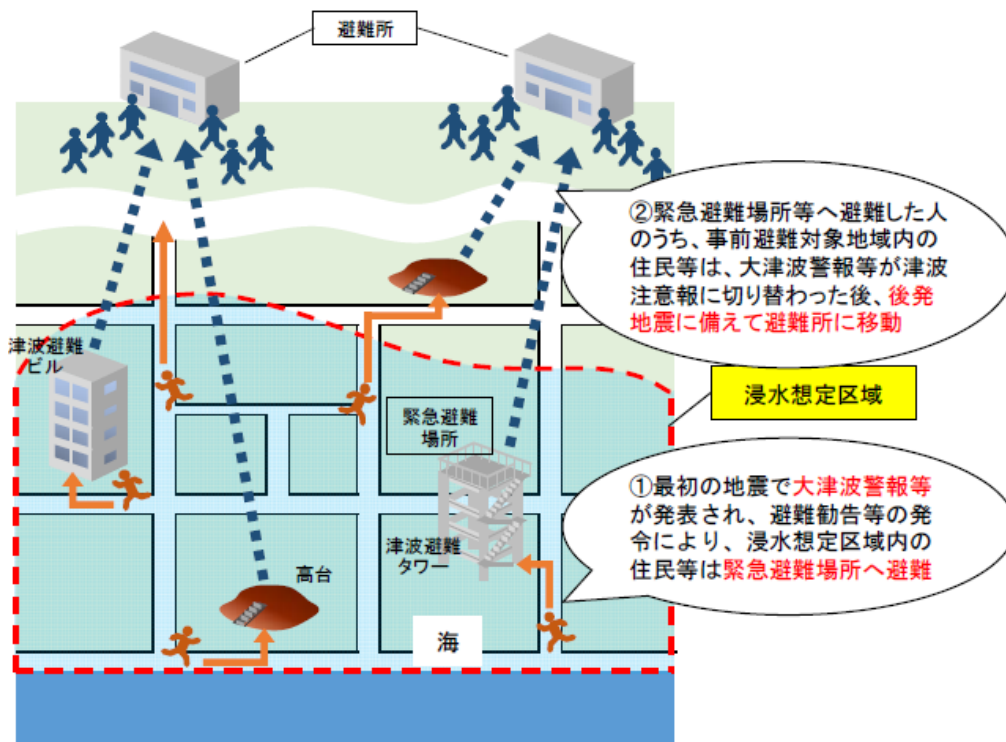 避難所
②緊急避難場所等へ避難した人
のうち、事前避難対象地域内の
住民等は、大津波警報等が津波
注意報に切り替わった後、後発
地震に備えて避難所に移動
津波避難
ビル
浸水想定区域
緊急避難
場所
①最初の地震で大津波警報等
が発表され、避難勧告等の発
令により、浸水想定区域内の
住民等は緊急避難場所へ避難
津波避難
タワー
高台
海